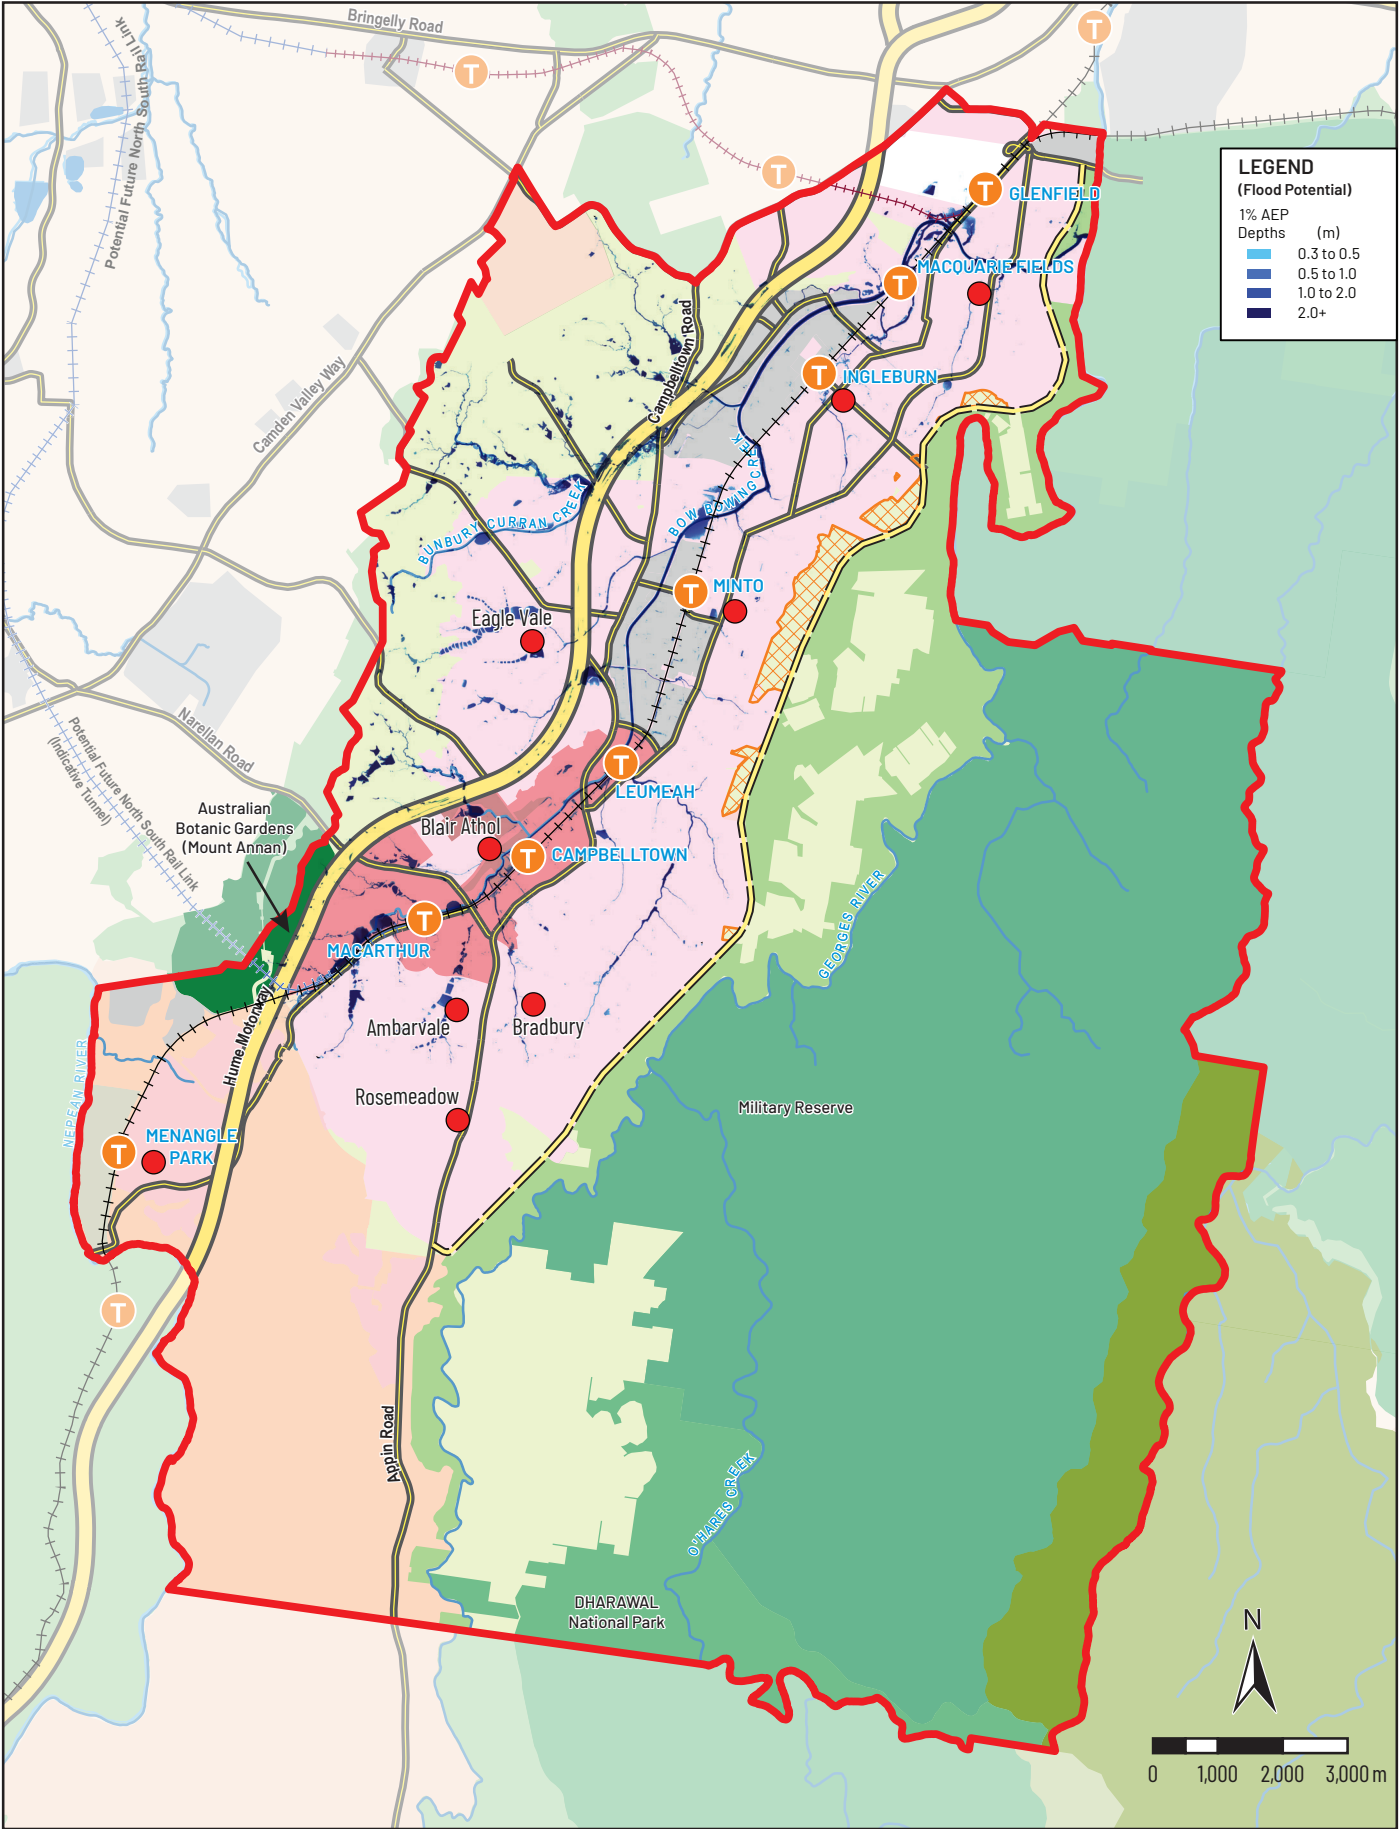 Bringelly Road
Potential Future North South Rail Link
T
T
T
LEGEND
(Flood Potential)
1% AEP
Depths (m)
0.3 to 0.5
0.5 to 1.0
1.0 to 2.0
2.0+
T
GLENFIELD
MACQUARIE FIELDS
T
Campbelltown Road
Camden Valley Way
T
INGLEBURN
BOW BOWING CREEK
BUNBURY CURRAN CREEK
T
MINTO
Eagle Vale
Narellan Road
Potential Future North South Rail Link
(Indicative Tunnel)
T
LEUMEAH
Australian
Botanic Gardens
(Mount Annan)
Blair Athol
T
CAMPBELLTOWN
GEORGES RIVER
T
MACARTHUR
Hume Motorway
Ambarvale
Bradbury
NEPEAN RIVER
Rosemeadow
Military Reserve
T
MENANGLE
PARK
T
Appin Road
O'HARES CREEK
DHARAWAL
National Park
N
0 1,000 2,000 3,000 m